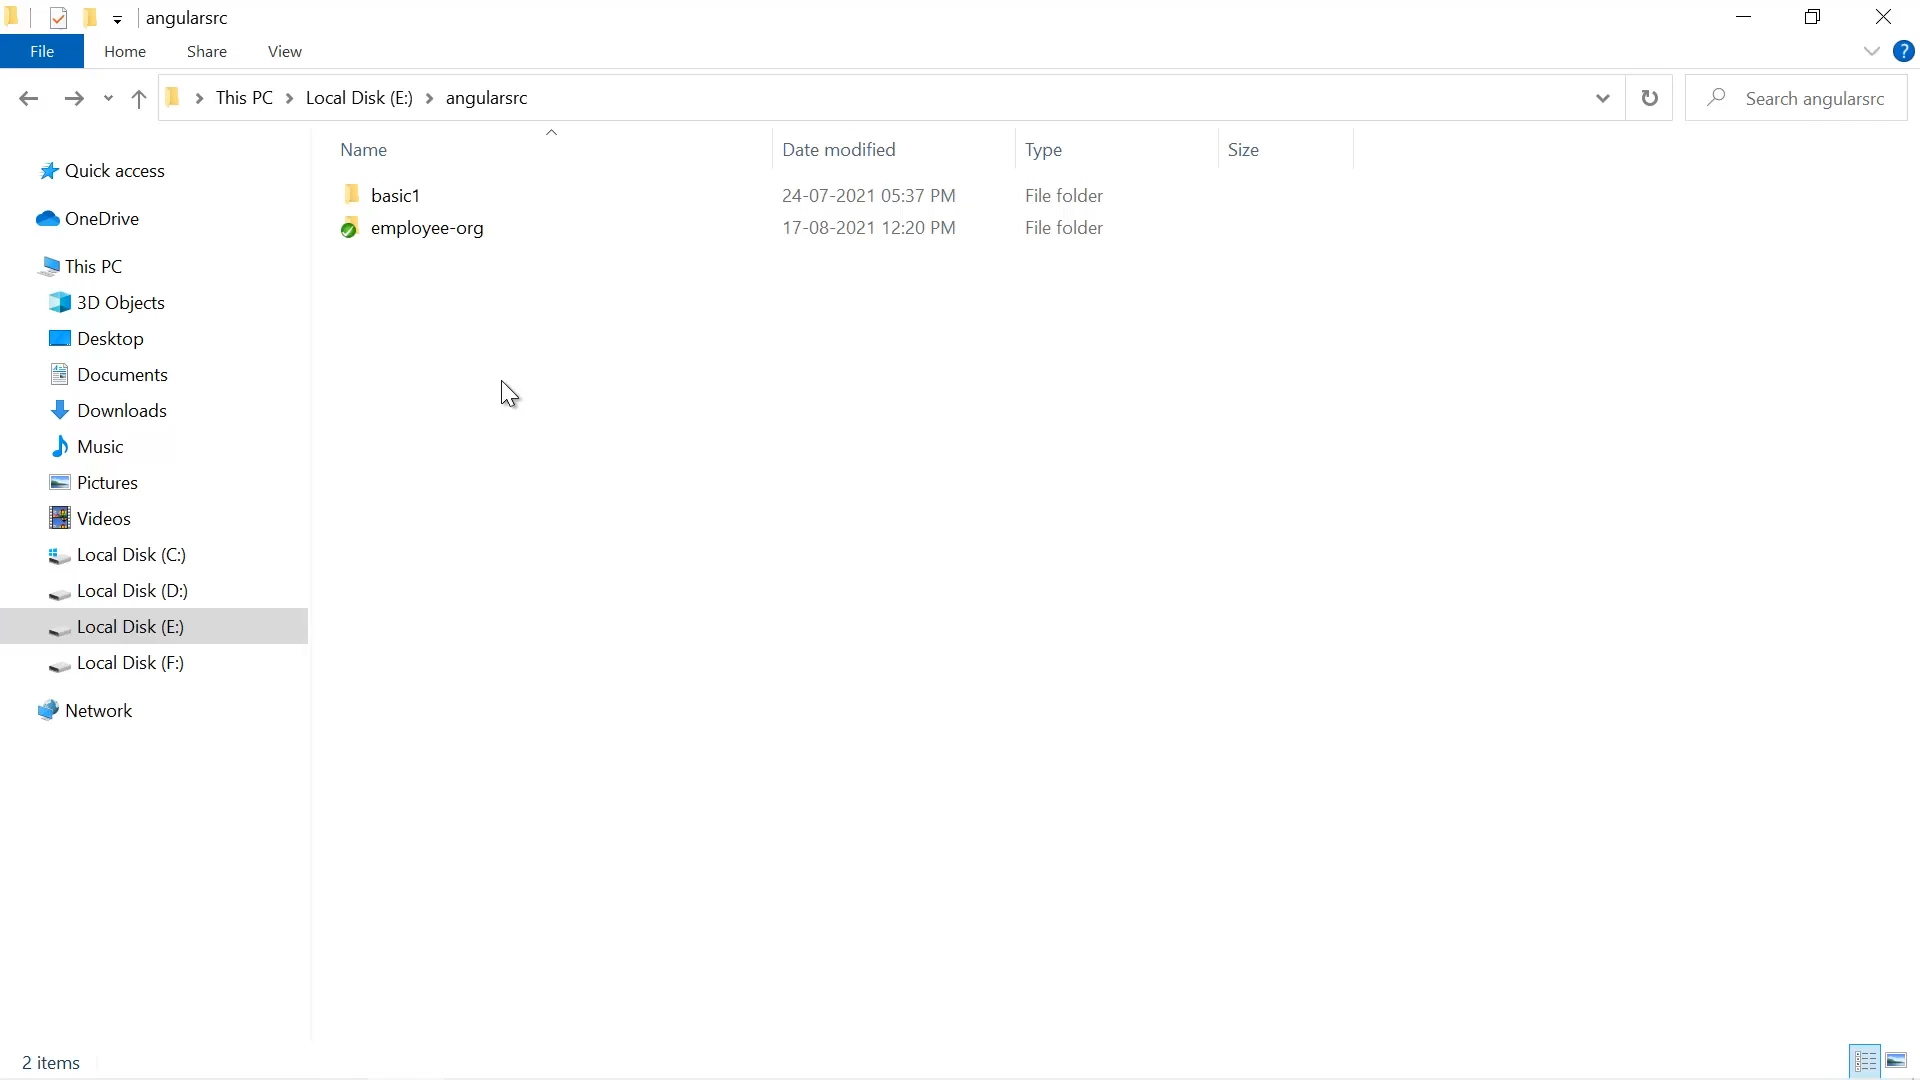 angularsrc
File Home Share View ?
This PC Local Disk (E:) angularsrc
Search angularsrc
Name Date modified Type Size
basic1 24-07-2021 05:37 PM File folder
employee-org 17-08-2021 12:20 PM File folder
Quick access
OneDrive
This PC
3D Objects
Desktop
Documents
Downloads
Music
Pictures
Videos
Local Disk (C:)
Local Disk (D:)
Local Disk (E:)
Local Disk (F:)
Network
2 items